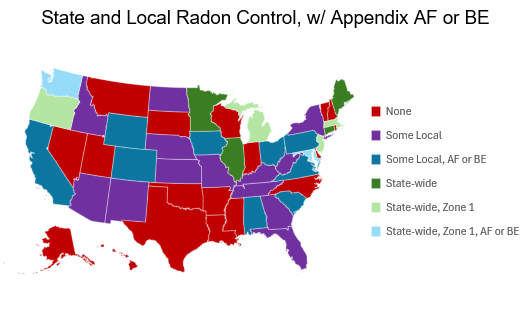 State and Local Radon Control, w/ Appendix AF or BE
None
Some Local
Some Local, AF or BE
State-wide
State-wide, Zone 1
State-wide, Zone 1, AF or BE